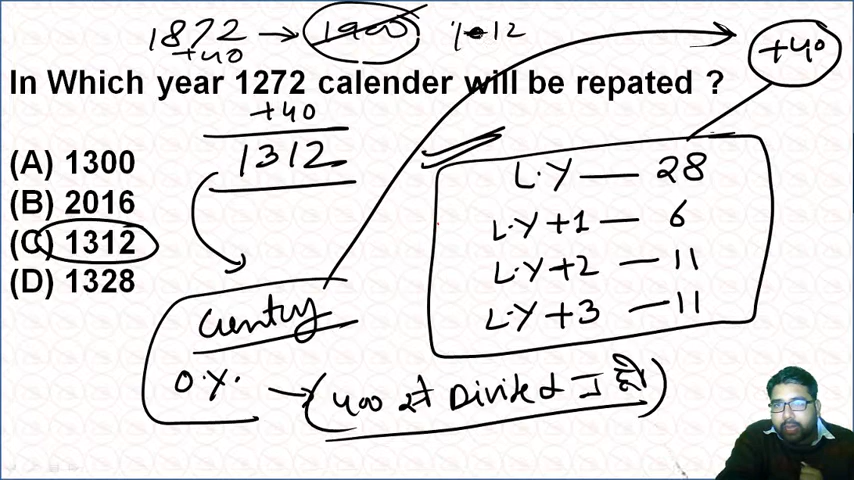 1872 → 1900
+40
+40
In Which year 1272 calender will be repated ?
+40
1312
(A) 1300
(B) 2016
(C) 1312
(D) 1328
L.Y — 28
L.Y +1 — 6
L.Y +2 — 11
L.Y +3 — 11
Century
O.Y. → (400 से Divided न हो)